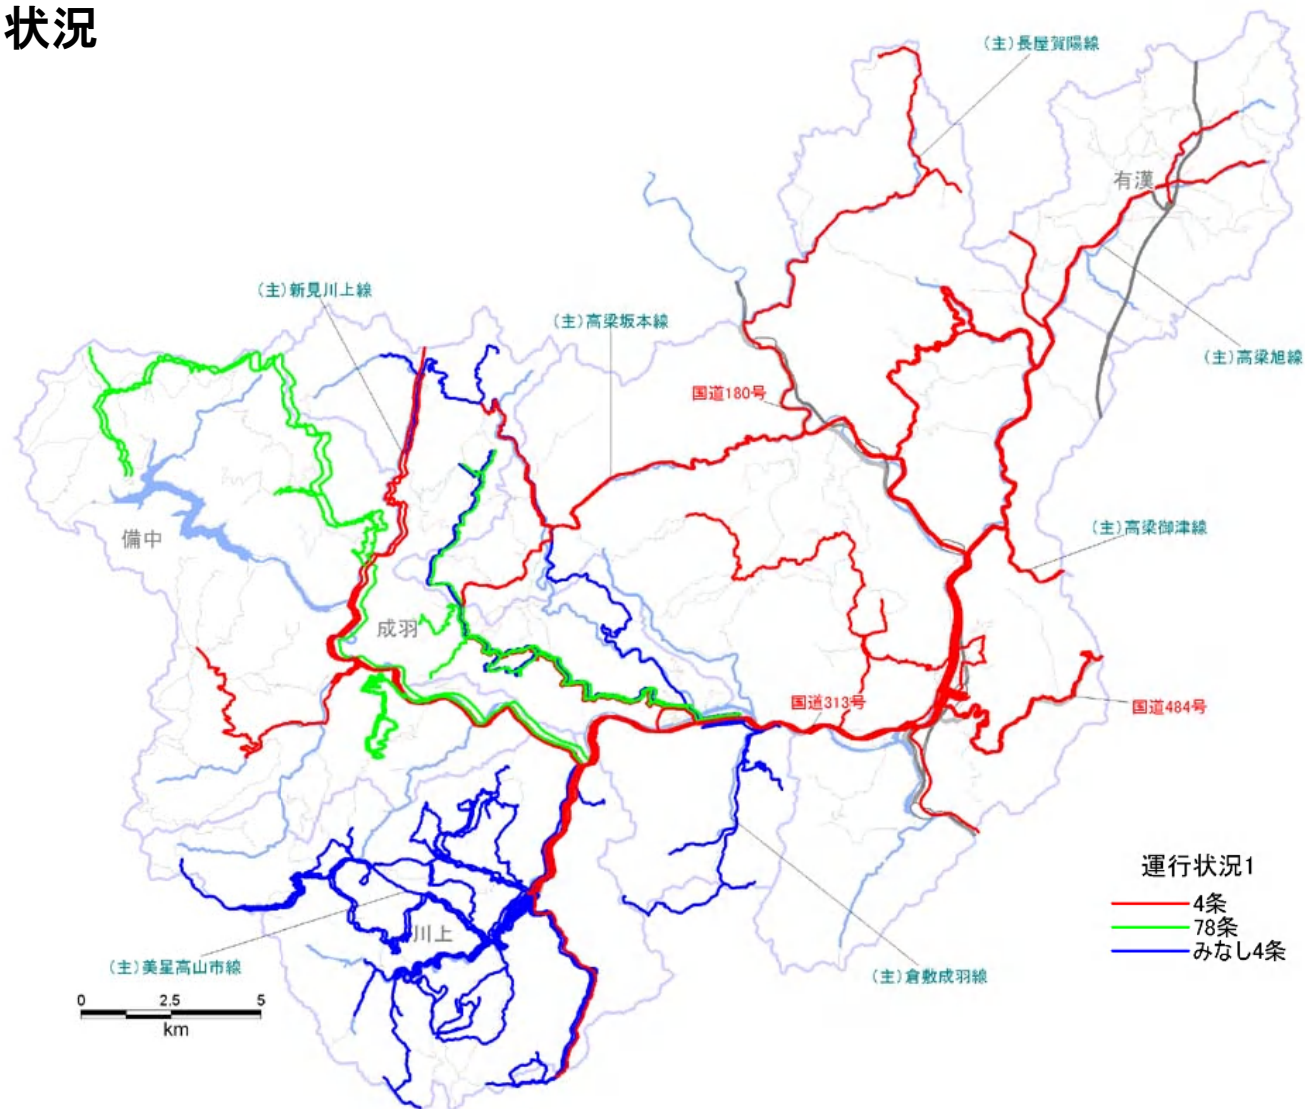 状況
(主)長屋賀陽線
有漢
(主)新見川上線
(主)高梁坂本線
(主)高梁旭線
国道180号
(主)高梁御津線
備中
成羽
国道313号
国道484号
運行状況1
4条
78条
みなし4条
川上
(主)美星高山市線
(主)倉敷成羽線
0 2.5 5
km